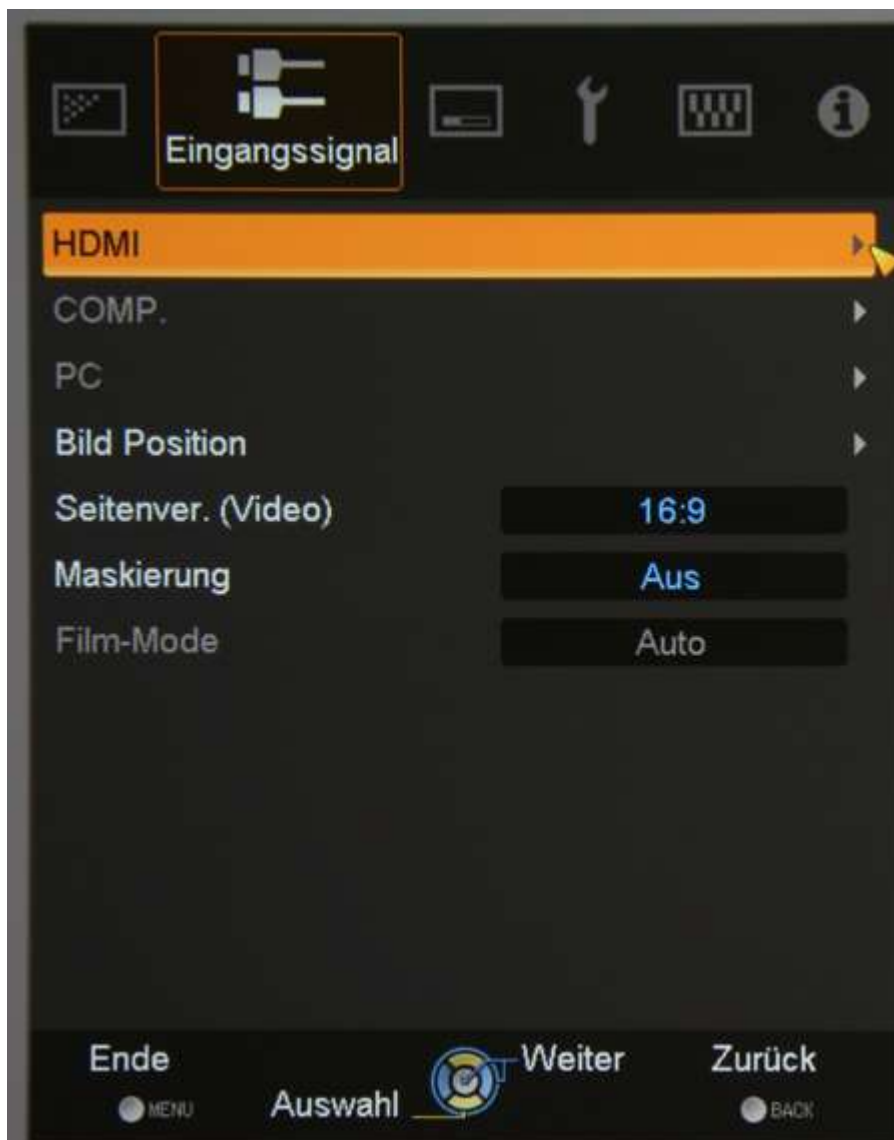 Eingangssignal
HDMI
COMP.
PC
Bild Position
Seitenver. (Video) 16:9
Maskierung Aus
Film-Mode Auto
Ende Weiter Zurück
MENU Auswahl BACK